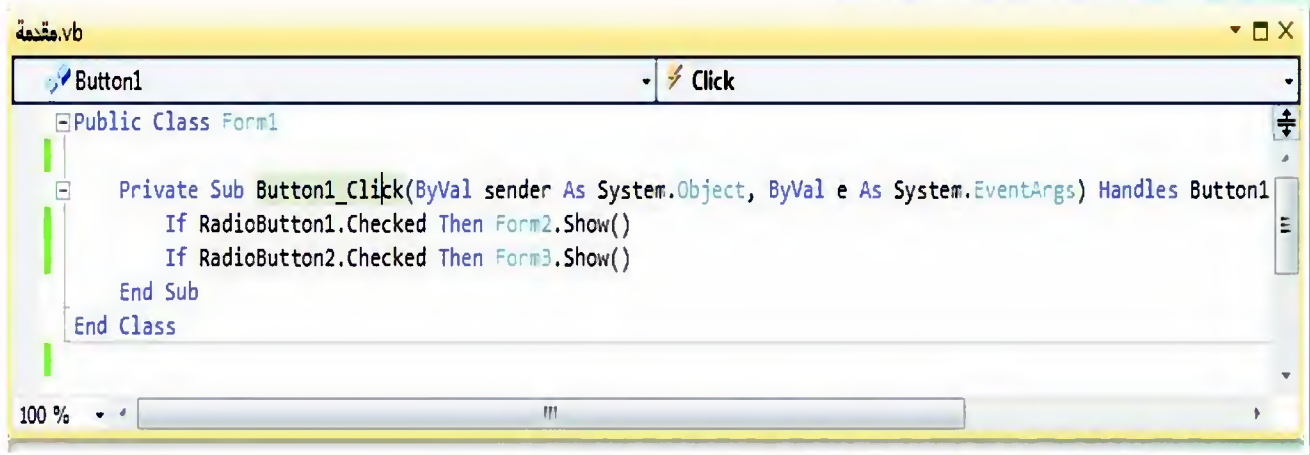 مقدمة.vb
Button1 Click
Public Class Form1
Private Sub Button1_Click(ByVal sender As System.Object, ByVal e As System.EventArgs) Handles Button1
If RadioButton1.Checked Then Form2.Show()
If RadioButton2.Checked Then Form3.Show()
End Sub
End Class
100 %